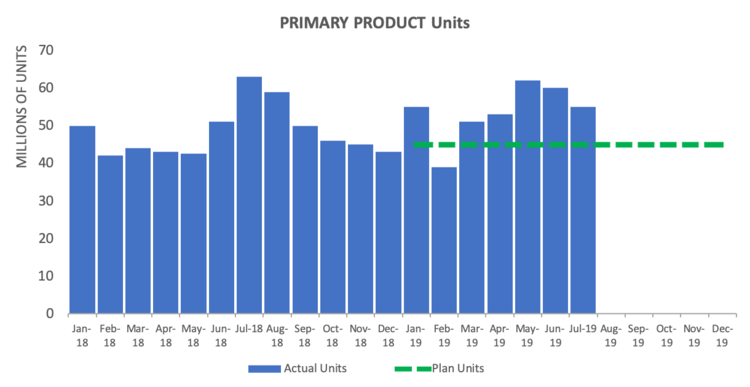 PRIMARY PRODUCT Units
MILLIONS OF UNITS
70
60
50
40
30
20
10
0
Jan-18 Feb-18 Mar-18 Apr-18 May-18 Jun-18 Jul-18 Aug-18 Sep-18 Oct-18 Nov-18 Dec-18 Jan-19 Feb-19 Mar-19 Apr-19 May-19 Jun-19 Jul-19 Aug-19 Sep-19 Oct-19 Nov-19 Dec-19
Actual Units Plan Units